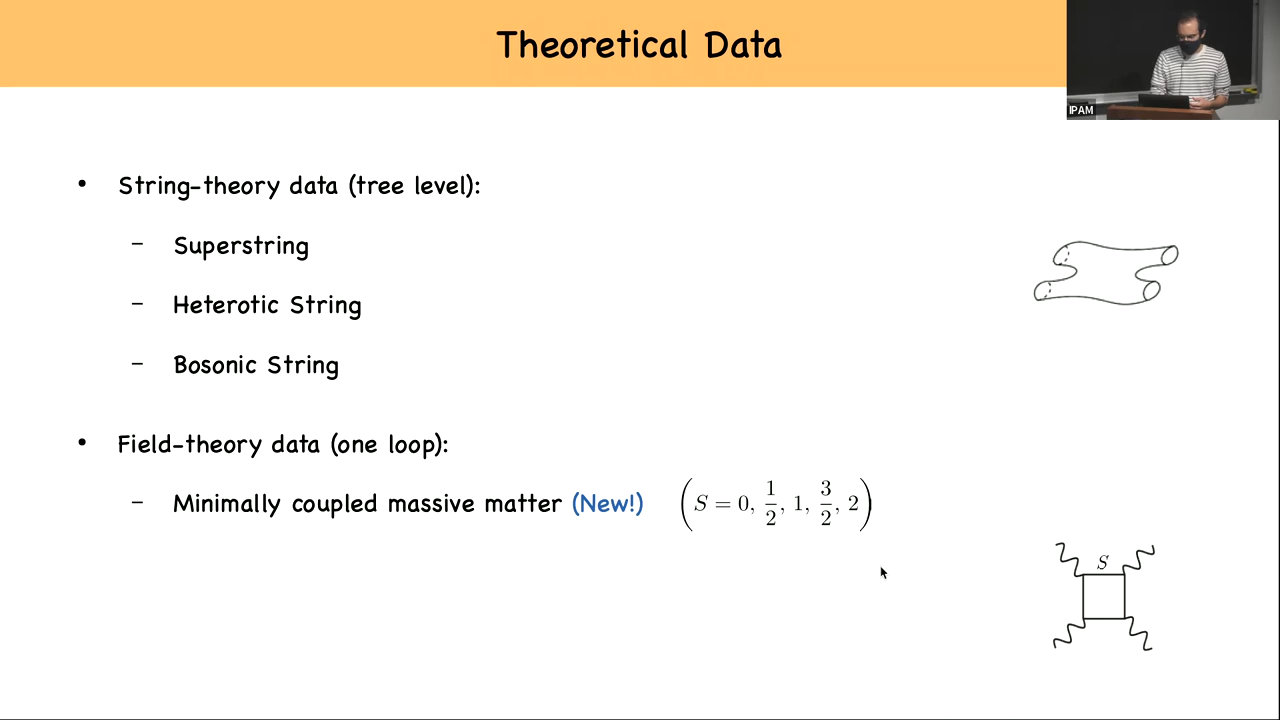 Theoretical Data
IPAM
• String-theory data (tree level):
– Superstring
– Heterotic String
– Bosonic String
• Field-theory data (one loop):
– Minimally coupled massive matter (New!) (S = 0, 1/2, 1, 3/2, 2)
S